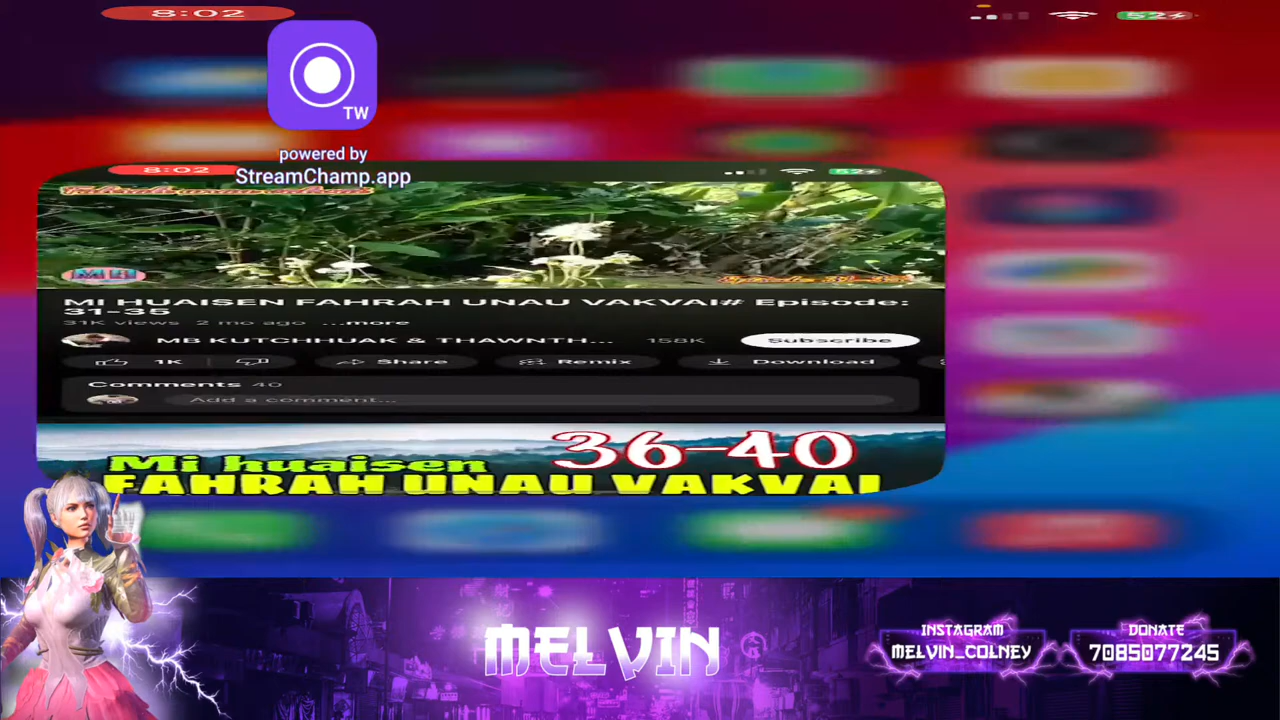 8:02
52
TW
powered by
StreamChamp.app
8:02
52
MI HUAISEN FAHRAH UNAU VAKVAI# Episode:
31-35
31K views 2 mo ago ...more
MB KUTCHHUAK & THAWNTH... 158K Subscribe
1K Share Remix Download
Comments 40
Add a comment...
36-40
Mi huaisen
FAHRAH UNAU VAKVAI
MELVIN
INSTAGRAM
MELVIN_COLNEY
DONATE
7085077245